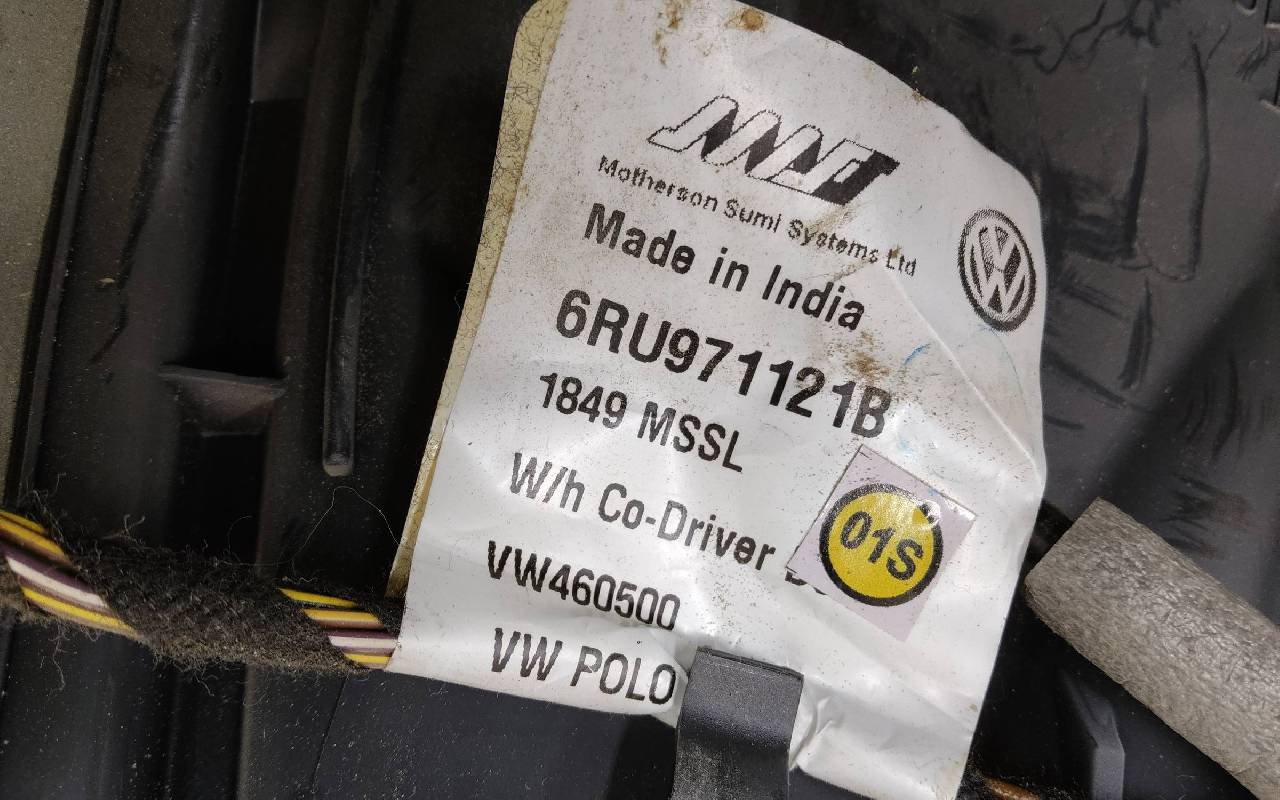 Motherson Sumi Systems Ltd
Made in India
6RU971121B
1849 MSSL
W/h Co-Driver
01S
VW460500
VW POLO